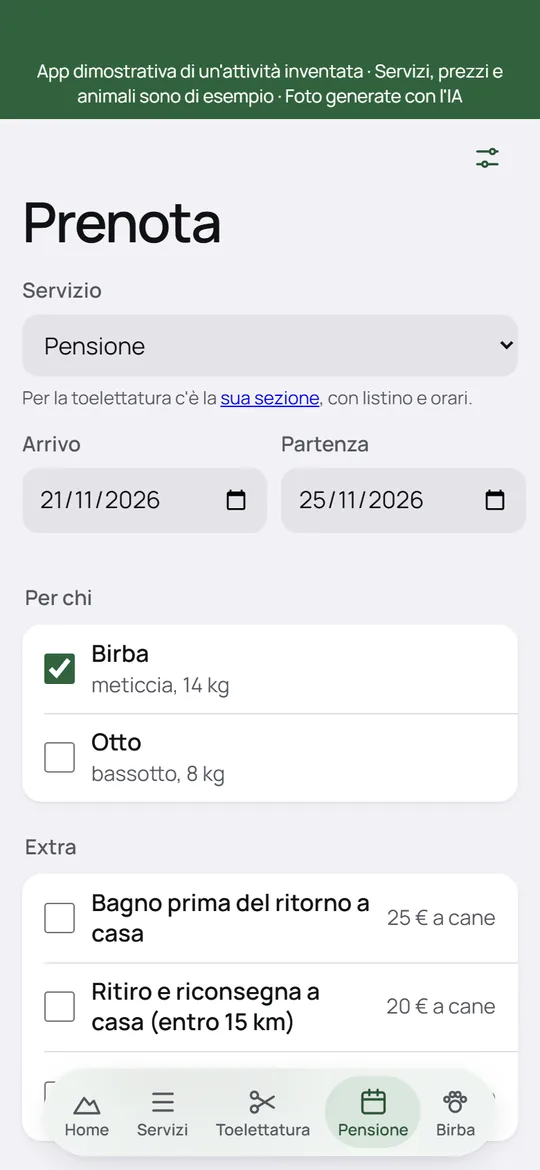 App dimostrativa di un'attività inventata · Servizi, prezzi e
animali sono di esempio · Foto generate con l'IA
Prenota
Servizio
Pensione
Per la toelettatura c'è la sua sezione, con listino e orari.
Arrivo
Partenza
21/11/2026
25/11/2026
Per chi
Birba
meticcia, 14 kg
Otto
bassotto, 8 kg
Extra
Bagno prima del ritorno a
casa
25 € a cane
Ritiro e riconsegna a
casa (entro 15 km)
20 € a cane
Home
Servizi
Toelettatura
Pensione
Birba